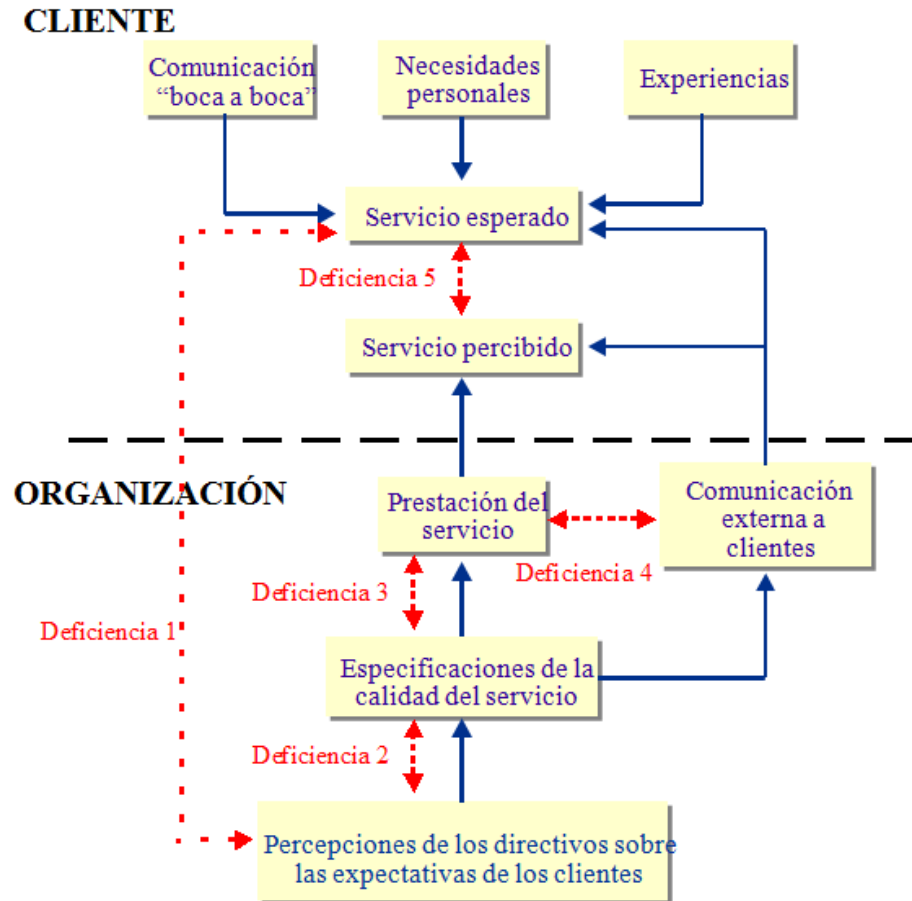 CLIENTE
Comunicación
“boca a boca”
Necesidades
personales
Experiencias
Servicio esperado
Deficiencia 5
Servicio percibido
ORGANIZACIÓN
Prestación del
servicio
Comunicación
externa a
clientes
Deficiencia 4
Deficiencia 3
Deficiencia 1
Especificaciones de la
calidad del servicio
Deficiencia 2
Percepciones de los directivos sobre
las expectativas de los clientes